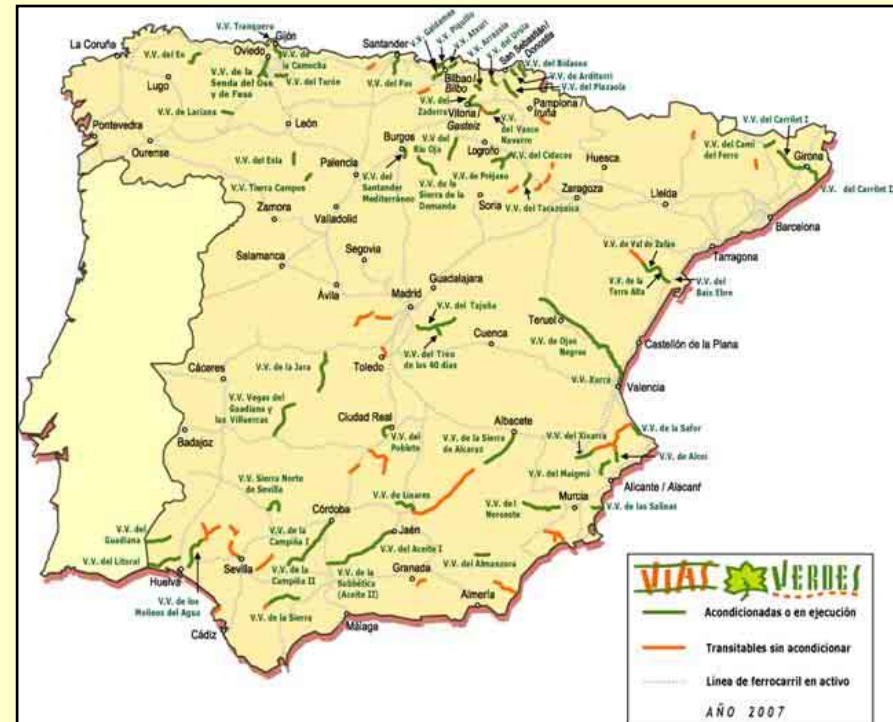 V.V. Tranquero
Gijón
La Coruña
Oviedo
V.V. del Eo
V.V. de la Camocha
V.V. de la Senda del Oso y de Fuso
V.V. del Turón
Lugo
V.V. de Laciana
León
Pontevedra
Ourense
Santander
V.V. del Pas
V.V. Galdames
V.V. Piquillo
V.V. Atxuri
V.V. Arrazola
V.V. del Urola
San Sebastián/
Donostia
V.V. del Bidasoa
V.V. de Arditurri
V.V. del Plazaola
Bilbao/
Bilbo
Vitoria/
Gasteiz
Pamplona/
Iruña
V.V. del Zadorra
V.V. del Vasco Navarro
V.V. del Esla
Palencia
Burgos
V.V. del Río Oja
Logroño
V.V. del Cidacos
V.V. de Préjano
V.V. Tierra Campos
V.V. del Santander Mediterráneo
V.V. de la Sierra de la Demanda
Soria
V.V. del Tarazonica
Huesca
Zaragoza
Lleida
V.V. del Carrilet I
V.V. del Camí del Ferro
Girona
V.V. del Carrilet I
Barcelona
Tarragona
Zamora
Valladolid
Salamanca
Segovia
Ávila
Guadalajara
Madrid
V.V. del Tajuña
V.V. del Tren de los 40 días
Cuenca
Teruel
V.V. de Ojos Negros
V.V. de Val de Zafán
V.V. de la Terra Alta
V.V. del Baix Ebre
Castellón de la Plana
V.V. Xurra
Valencia
Toledo
Cáceres
V.V. de la Jara
V.V. Vegas del Guadiana y las Villuercas
Badajoz
Ciudad Real
V.V. del Poblete
V.V. de la Sierra de Alcaraz
Albacete
V.V. del Xixarra
V.V. de la Safor
V.V. de Alcoi
V.V. del Maigmó
Alicante / Alacant
V.V. Sierra Norte de Sevilla
Córdoba
V.V. de Linares
Jaén
V.V. del Noroeste
Murcia
V.V. de las Salinas
V.V. del Guadiana
V.V. del Litoral
Huelva
Sevilla
V.V. de la Campiña I
V.V. de la Campiña II
V.V. del Aceite I
V.V. de la Subbética (Aceite II)
Granada
V.V. del Almanzora
Almería
V.V. de los Molinos del Agua
V.V. de la Sierra
Cádiz
Málaga
VIAS VERDES
Acondicionadas o en ejecución
Transitables sin acondicionar
Línea de ferrocarril en activo
AÑO 2007